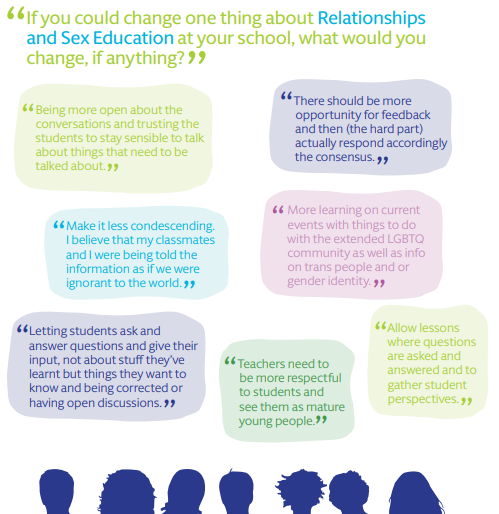 “If you could change one thing about Relationships
and Sex Education at your school, what would you
change, if anything?”
“Being more open about the
conversations and trusting the
students to stay sensible to talk
about things that need to be
talked about.”
“There should be more
opportunity for feedback
and then (the hard part)
actually respond accordingly
the consensus.”
“Make it less condescending.
I believe that my classmates
and I were being told the
information as if we were
ignorant to the world.”
“More learning on current
events with things to do
with the extended LGBTQ
community as well as info
on trans people and or
gender identity.”
“Letting students ask and
answer questions and give their
input, not about stuff they’ve
learnt but things they want to
know and being corrected or
having open discussions.”
“Teachers need to
be more respectful
to students and
see them as mature
young people.”
“Allow lessons
where questions
are asked and
answered and to
gather student
perspectives.”